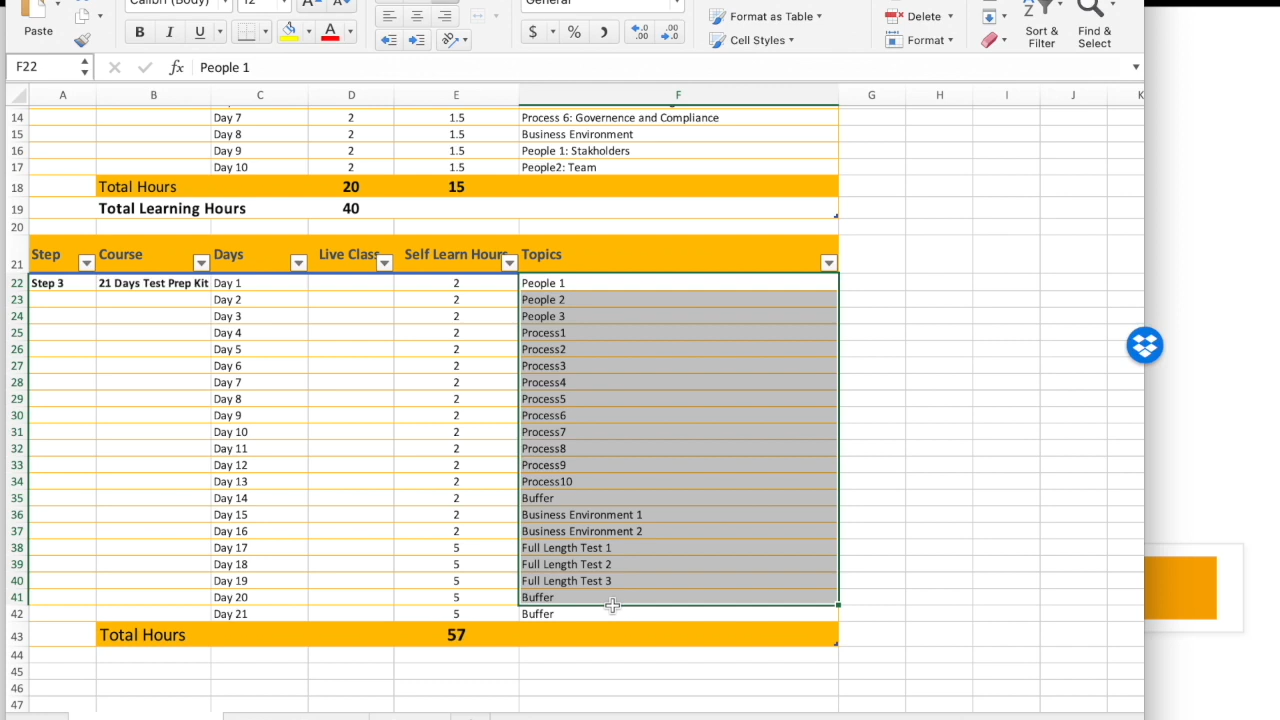 Calibri (Body) 12 General
Paste B I U A $ % Format as Table Cell Styles Delete Format Sort & Filter Find & Select
F22 fx People 1
A B C D E F G H I J K
14 Day 7 2 1.5 Process 6: Governence and Compliance
15 Day 8 2 1.5 Business Environment
16 Day 9 2 1.5 People 1: Stakholders
17 Day 10 2 1.5 People2: Team
18 Total Hours 20 15
19 Total Learning Hours 40
20
21 Step Course Days Live Class Self Learn Hours Topics
22 Step 3 21 Days Test Prep Kit Day 1 2 People 1
23 Day 2 2 People 2
24 Day 3 2 People 3
25 Day 4 2 Process1
26 Day 5 2 Process2
27 Day 6 2 Process3
28 Day 7 2 Process4
29 Day 8 2 Process5
30 Day 9 2 Process6
31 Day 10 2 Process7
32 Day 11 2 Process8
33 Day 12 2 Process9
34 Day 13 2 Process10
35 Day 14 2 Buffer
36 Day 15 2 Business Environment 1
37 Day 16 2 Business Environment 2
38 Day 17 5 Full Length Test 1
39 Day 18 5 Full Length Test 2
40 Day 19 5 Full Length Test 3
41 Day 20 5 Buffer
42 Day 21 5 Buffer
43 Total Hours 57
44
45
46
47